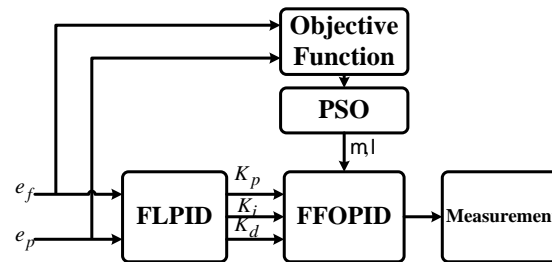 Objective
Function
PSO
m,l
e_f
e_p
FLPID
K_p
K_i
K_d
FFOPID
Measuremen